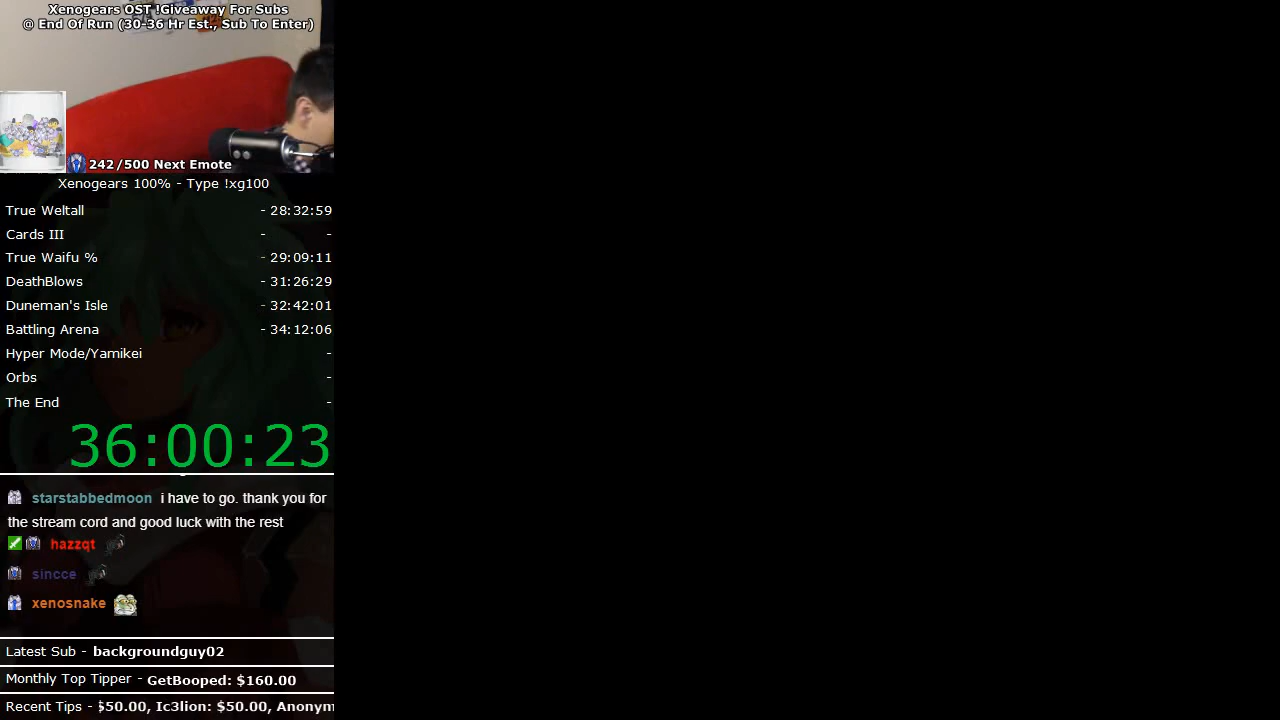 Xenogears OST !Giveaway For Subs
@ End Of Run (30-36 Hr Est., Sub To Enter)
242/500 Next Emote
Xenogears 100% - Type !xg100
True Weltall - 28:32:59
Cards III - -
True Waifu % - 29:09:11
DeathBlows - 31:26:29
Duneman's Isle - 32:42:01
Battling Arena - 34:12:06
Hyper Mode/Yamikei -
Orbs -
The End -
36:00:23
starstabbedmoon i have to go. thank you for
the stream cord and good luck with the rest
hazzqt
sincce
xenosnake
Latest Sub - backgroundguy02
Monthly Top Tipper - GetBooped: $160.00
Recent Tips - $50.00, Ic3lion: $50.00, Anonym